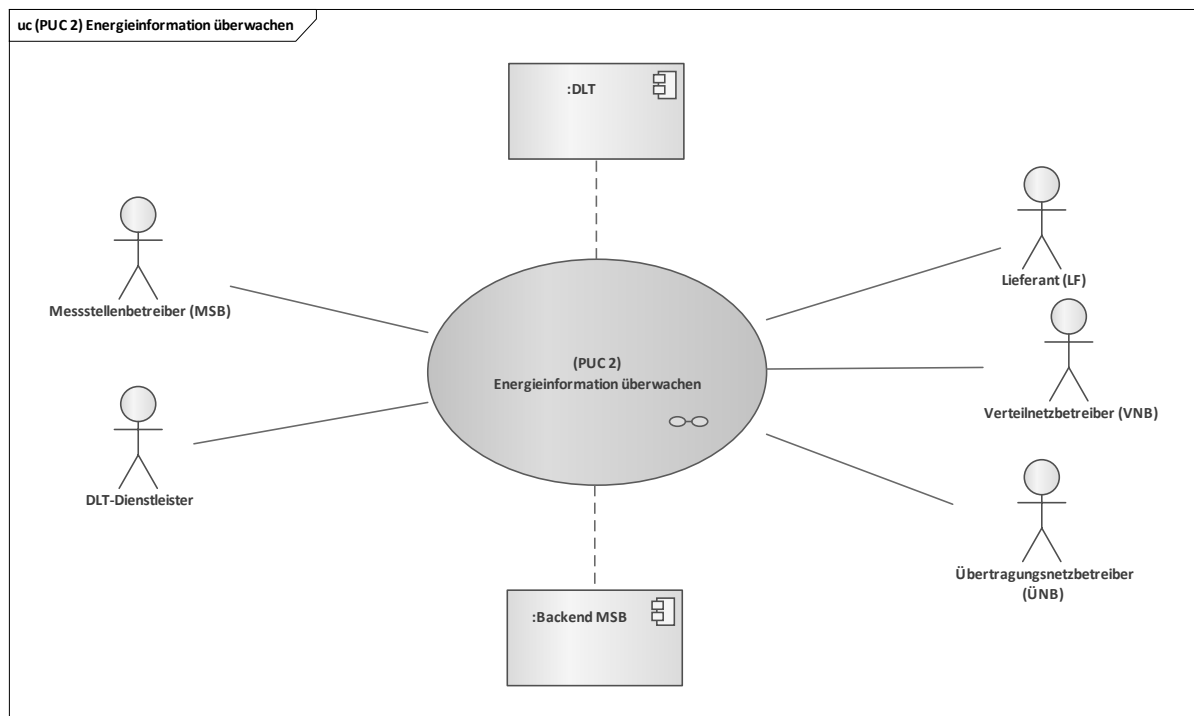 uc (PUC 2) Energieinformation überwachen
:DLT
Messstellenbetreiber (MSB)
Lieferant (LF)
(PUC 2)
Energieinformation überwachen
Verteilnetzbetreiber (VNB)
DLT-Dienstleister
Übertragungsnetzbetreiber
(ÜNB)
:Backend MSB